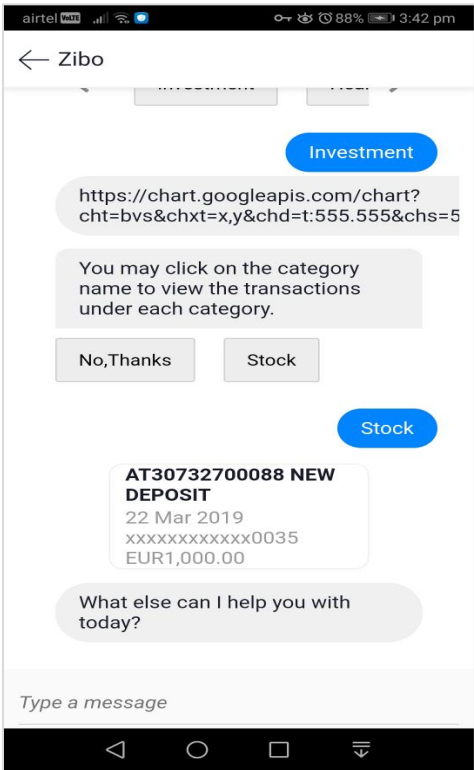 airtel VoLTE 88% 3:42 pm
Zibo
Investment
https://chart.googleapis.com/chart?
cht=bvs&chxt=x,y&chd=t:555.555&chs=5
You may click on the category
name to view the transactions
under each category.
No,Thanks Stock
Stock
AT30732700088 NEW
DEPOSIT
22 Mar 2019
xxxxxxxxxxxx0035
EUR1,000.00
What else can I help you with
today?
Type a message